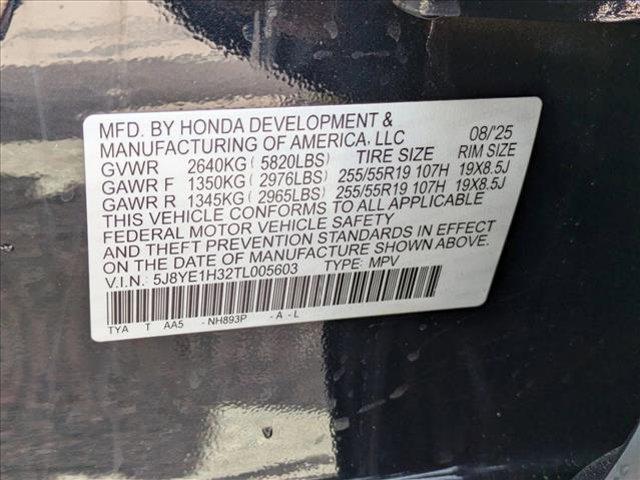 MFD. BY HONDA DEVELOPMENT &
MANUFACTURING OF AMERICA, LLC 08/'25
GVWR 2640KG ( 5820LBS) TIRE SIZE RIM SIZE
GAWR F 1350KG ( 2976LBS) 255/55R19 107H 19X8.5J
GAWR R 1345KG ( 2965LBS) 255/55R19 107H 19X8.5J
THIS VEHICLE CONFORMS TO ALL APPLICABLE
FEDERAL MOTOR VEHICLE SAFETY
AND THEFT PREVENTION STANDARDS IN EFFECT
ON THE DATE OF MANUFACTURE SHOWN ABOVE.
V.I.N.: 5J8YE1H32TL005603 TYPE: MPV
TYA T AA5 -NH893P -A-L